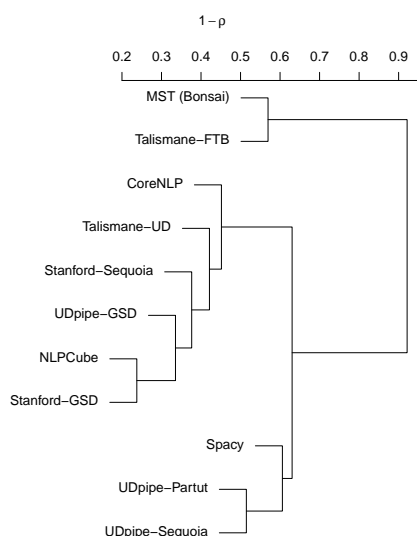 1−ρ
0.2 0.3 0.4 0.5 0.6 0.7 0.8 0.9
MST (Bonsai)
Talismane−FTB
CoreNLP
Talismane−UD
Stanford−Sequoia
UDpipe−GSD
NLPCube
Stanford−GSD
Spacy
UDpipe−Partut
UDpipe−Sequoia